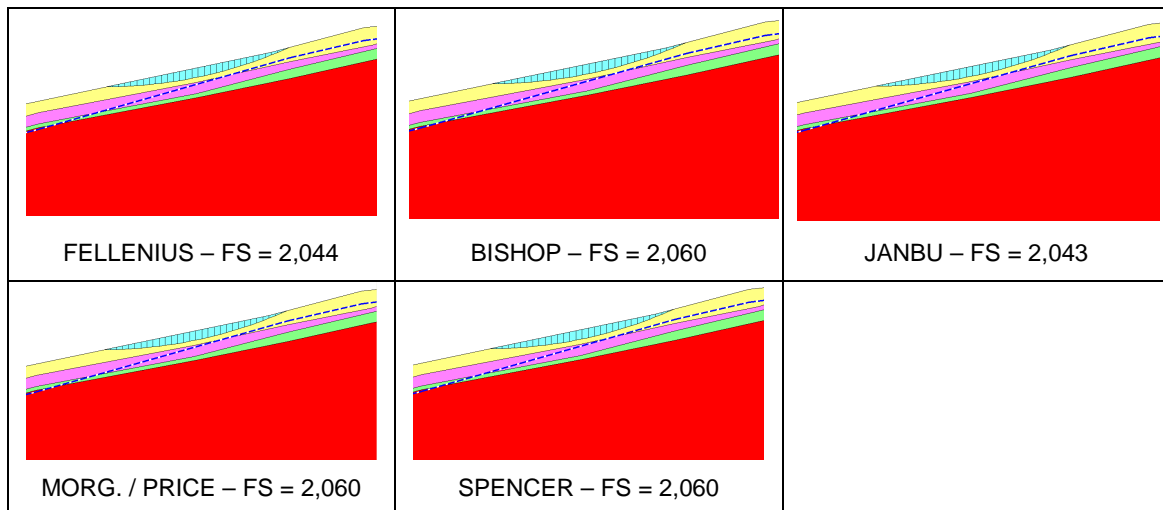 FELLENIUS – FS = 2,044
BISHOP – FS = 2,060
JANBU – FS = 2,043
MORG. / PRICE – FS = 2,060
SPENCER – FS = 2,060